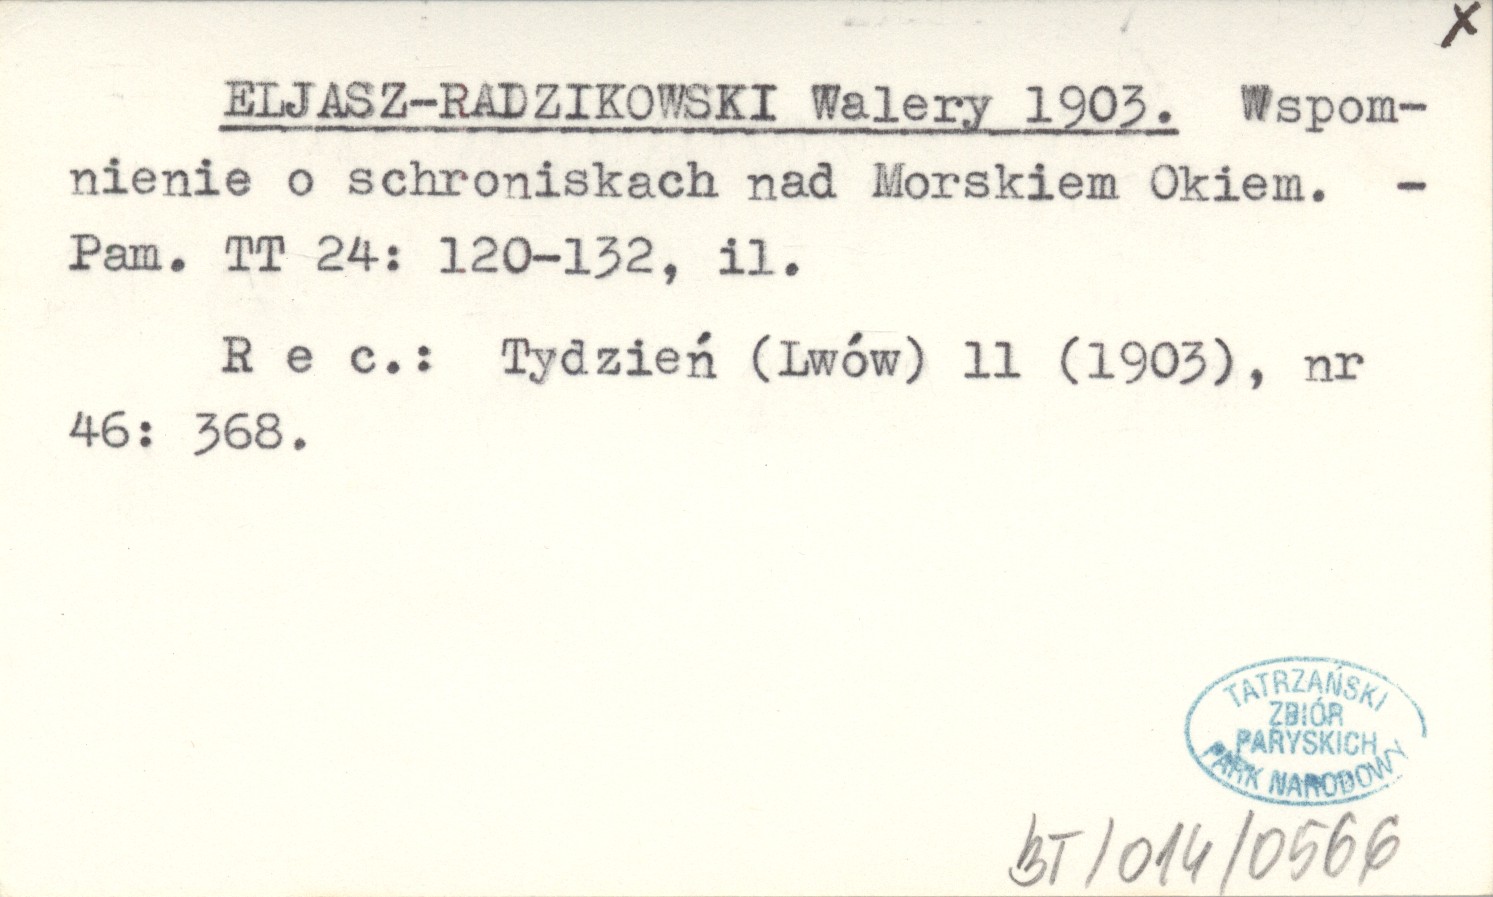 x
ELJASZ-RADZIKOWSKI Walery 1903. Wspom-
nienie o schroniskach nad Morskiem Okiem. -
Pam. TT 24: 120-132, il.
R e c.: Tydzień (Lwów) 11 (1903), nr
46: 368.
TATRZAŃSKI
ZBIÓR
PARYSKICH
PARK NARODOWY
BT/014/0566